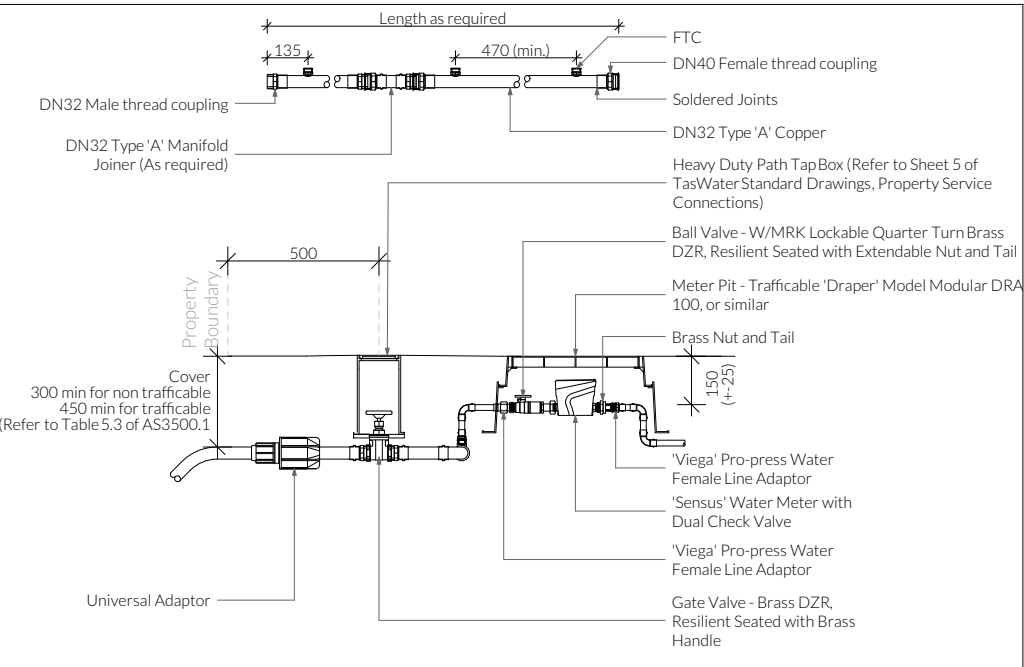 Length as required
135
470 (min.)
FTC
DN40 Female thread coupling
DN32 Male thread coupling
Soldered Joints
DN32 Type 'A' Manifold
Joiner (As required)
DN32 Type 'A' Copper
Heavy Duty Path Tap Box (Refer to Sheet 5 of
TasWater Standard Drawings, Property Service
Connections)
500
Ball Valve - W/MRK Lockable Quarter Turn Brass
DZR, Resilient Seated with Extendable Nut and Tail
Property
Boundary
Meter Pit - Trafficable 'Draper' Model Modular DRA
100, or similar
Brass Nut and Tail
150
(+-25)
Cover
300 min for non trafficable
450 min for trafficable
(Refer to Table 5.3 of AS3500.1
'Viega' Pro-press Water
Female Line Adaptor
'Sensus' Water Meter with
Dual Check Valve
'Viega' Pro-press Water
Female Line Adaptor
Universal Adaptor
Gate Valve - Brass DZR,
Resilient Seated with Brass
Handle